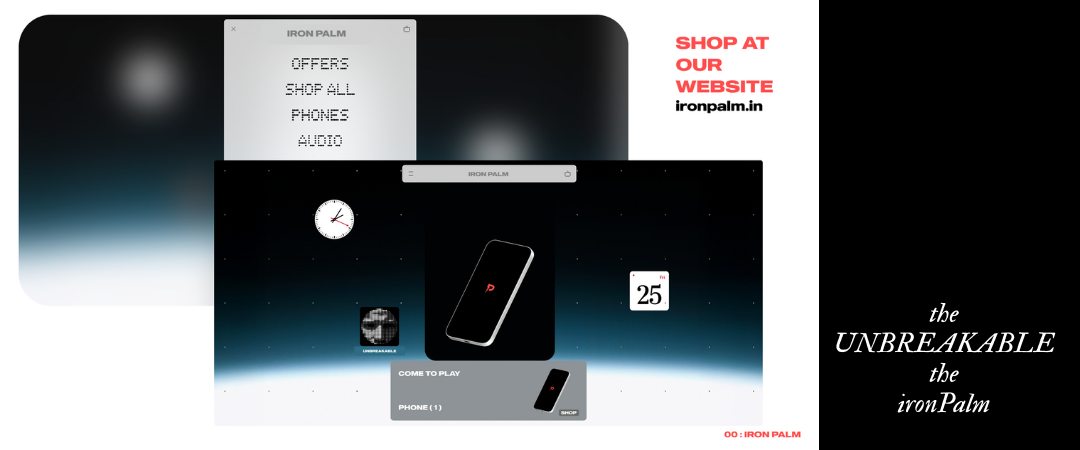 IRON PALM
OFFERS
SHOP ALL
PHONES
AUDIO
SHOP AT
OUR
WEBSITE
ironpalm.in
IRON PALM
Fri
25
UNBREAKABLE
COME TO PLAY
PHONE ( 1 )
SHOP
00 : IRON PALM
the
UNBREAKABLE
the
ironPalm